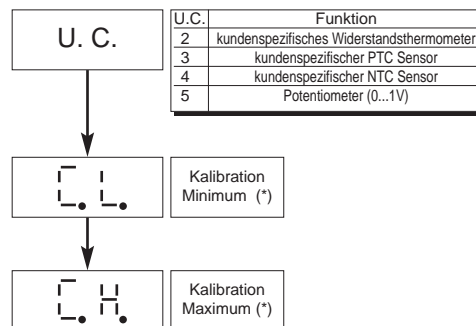 U. C.
U.C. Funktion
2 kundenspezifisches Widerstandsthermometer
3 kundenspezifischer PTC Sensor
4 kundenspezifischer NTC Sensor
5 Potentiometer (0...1V)
C. L.
Kalibration
Minimum (*)
C. H.
Kalibration
Maximum (*)